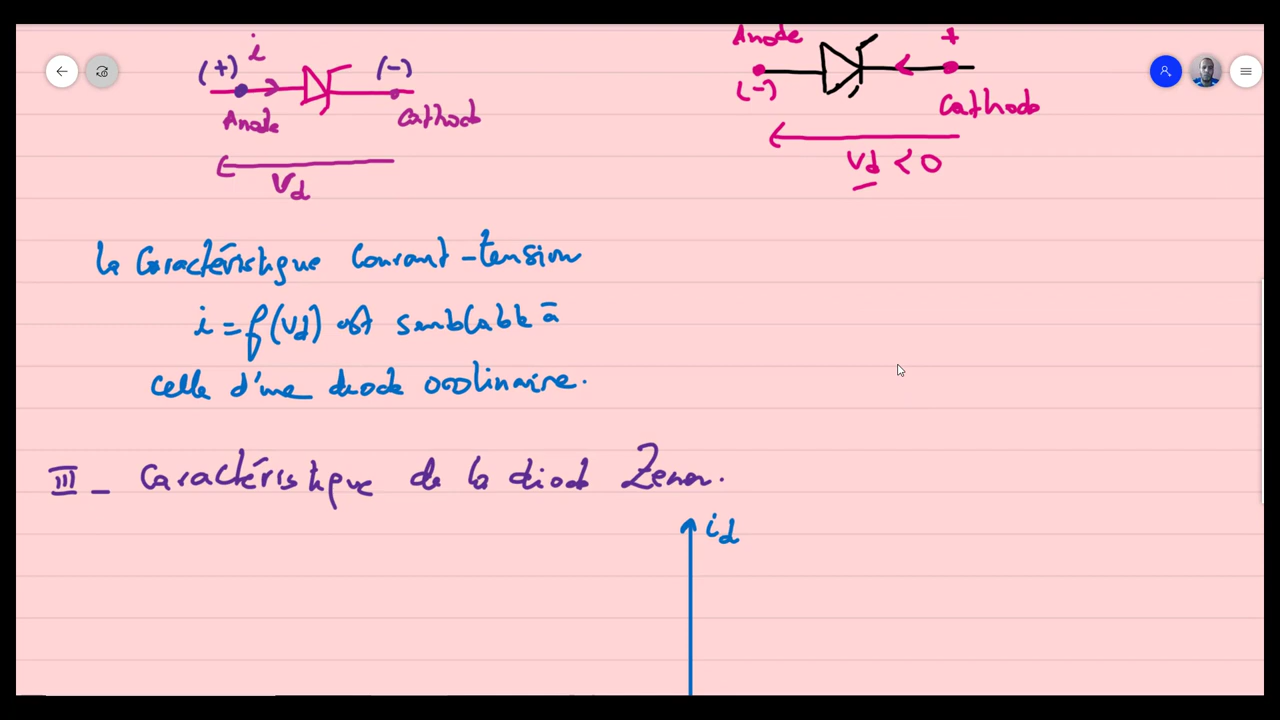 i
(+)
(-)
Anode
Cathode
Vd
Anode
+
(-)
Cathode
Vd < 0
la Caractéristique Courant-tension
i = f(Vd) est semblable à
celle d'une diode ordinaire.
III - Caractéristique de la diode Zener.
id